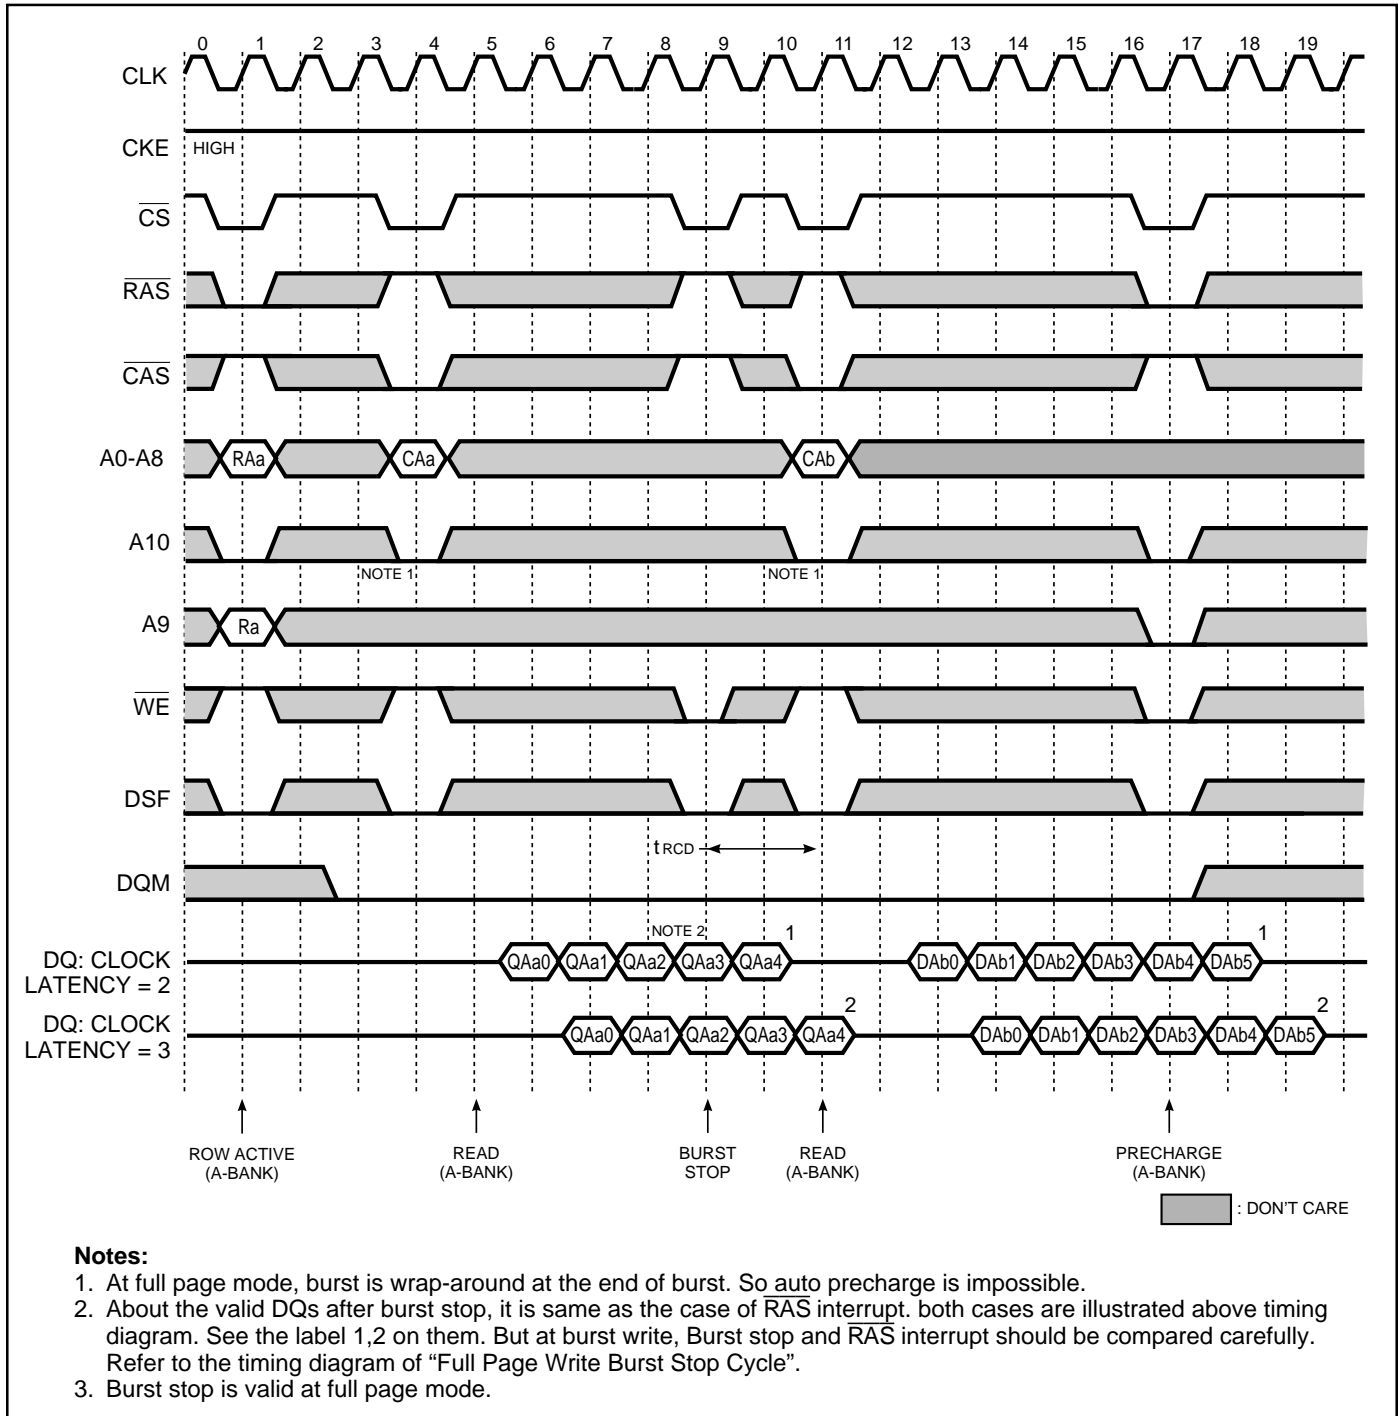 0 1 2 3 4 5 6 7 8 9 10 11 12 13 14 15 16 17 18 19
CLK
CKE HIGH
CS
RAS
CAS
A0-A8 RAa CAa CAb
A10
NOTE 1 NOTE 1
A9 Ra
WE
DSF
tRCD
DQM
NOTE 2 1 1
DQ: CLOCK QAa0 QAa1 QAa2 QAa3 QAa4 DAb0 DAb1 DAb2 DAb3 DAb4 DAb5
LATENCY = 2
2 2
DQ: CLOCK QAa0 QAa1 QAa2 QAa3 QAa4 DAb0 DAb1 DAb2 DAb3 DAb4 DAb5
LATENCY = 3
ROW ACTIVE READ BURST READ PRECHARGE
(A-BANK) (A-BANK) STOP (A-BANK) (A-BANK)
: DON'T CARE
Notes:
1. At full page mode, burst is wrap-around at the end of burst. So auto precharge is impossible.
2. About the valid DQs after burst stop, it is same as the case of RAS interrupt. both cases are illustrated above timing
diagram. See the label 1,2 on them. But at burst write, Burst stop and RAS interrupt should be compared carefully.
Refer to the timing diagram of “Full Page Write Burst Stop Cycle”.
3. Burst stop is valid at full page mode.